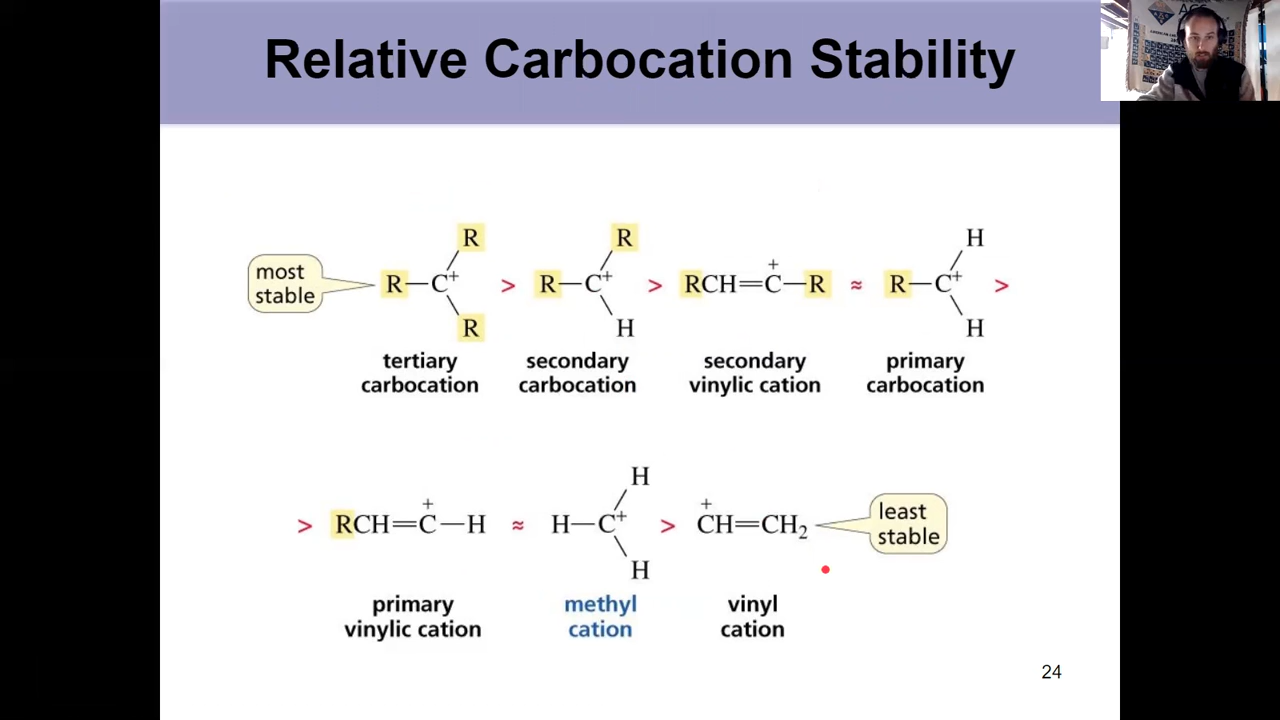 Relative Carbocation Stability
R
R
H
most
stable
R—C+ > R—C+ > RCH=C+—R ≈ R—C+ >
R
H
H
tertiary
carbocation
secondary
carbocation
secondary
vinylic cation
primary
carbocation
H
> RCH=C+—H ≈ H—C+ > +CH=CH₂
H
least
stable
primary
vinylic cation
methyl
cation
vinyl
cation
24